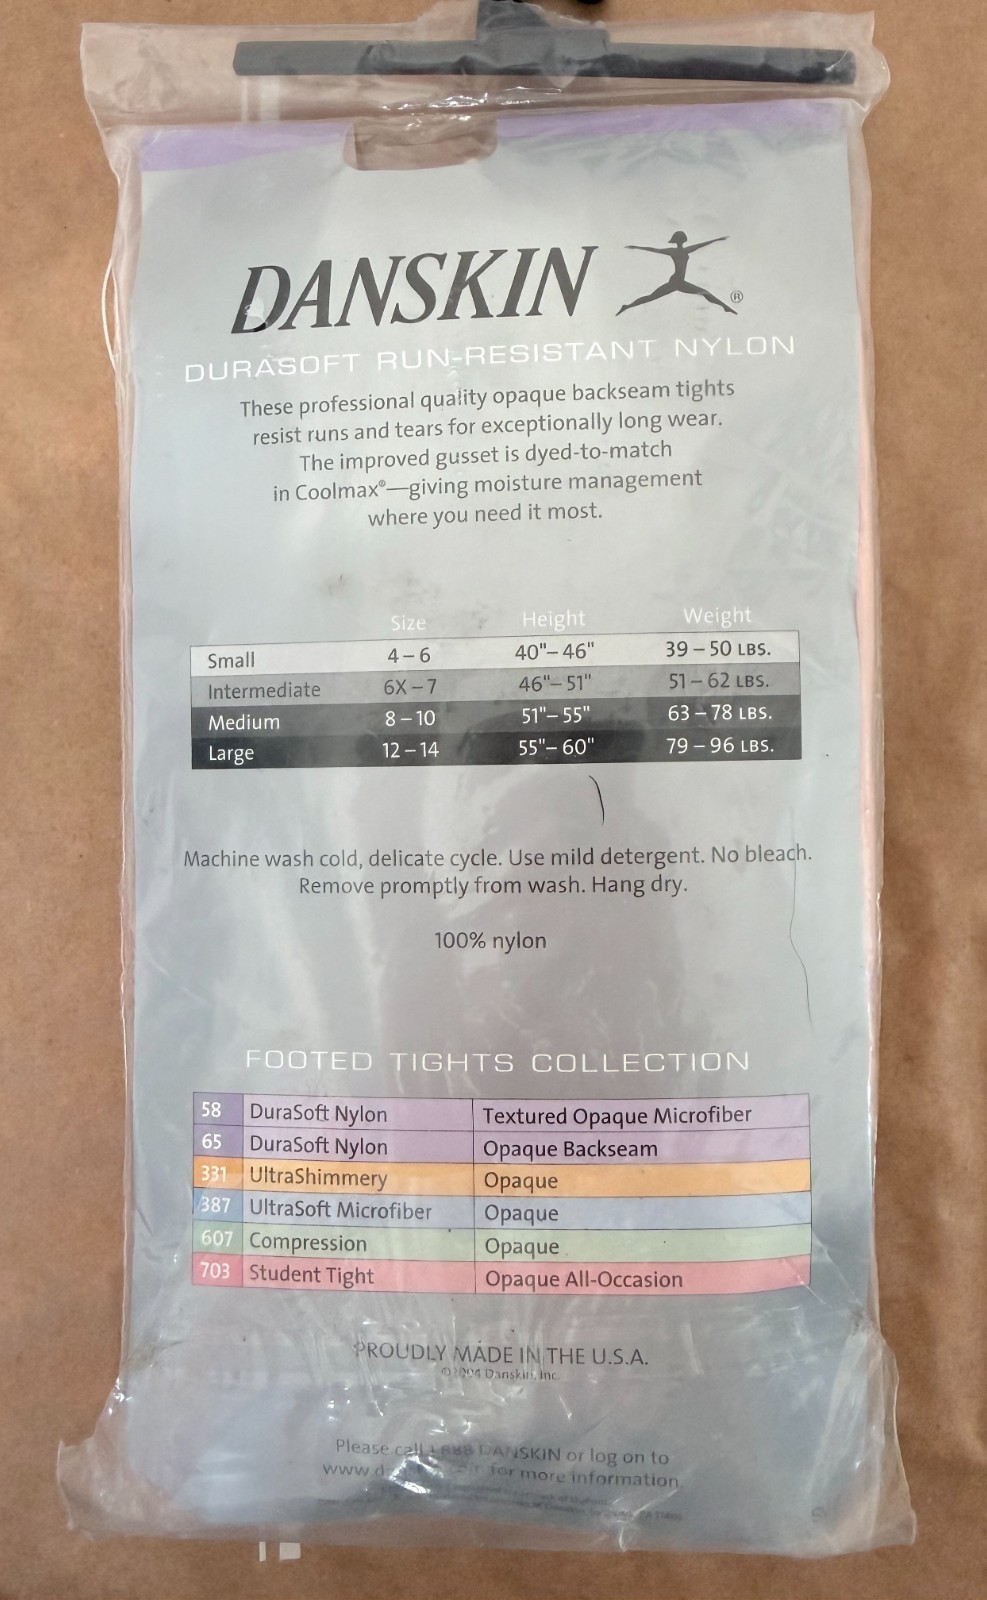 DANSKIN ®
DURASOFT RUN-RESISTANT NYLON
These professional quality opaque backseam tights
resist runs and tears for exceptionally long wear.
The improved gusset is dyed-to-match
in Coolmax®—giving moisture management
where you need it most.
Size Height Weight
Small 4 – 6 40"– 46" 39 – 50 LBS.
Intermediate 6X – 7 46"– 51" 51 – 62 LBS.
Medium 8 – 10 51"– 55" 63 – 78 LBS.
Large 12 – 14 55"– 60" 79 – 96 LBS.
Machine wash cold, delicate cycle. Use mild detergent. No bleach.
Remove promptly from wash. Hang dry.
100% nylon
FOOTED TIGHTS COLLECTION
58 DuraSoft Nylon Textured Opaque Microfiber
65 DuraSoft Nylon Opaque Backseam
331 UltraShimmery Opaque
387 UltraSoft Microfiber Opaque
607 Compression Opaque
703 Student Tight Opaque All-Occasion
PROUDLY MADE IN THE U.S.A.
©2004 Danskin, Inc.
Please call 1 888 DANSKIN or log on to
for more information